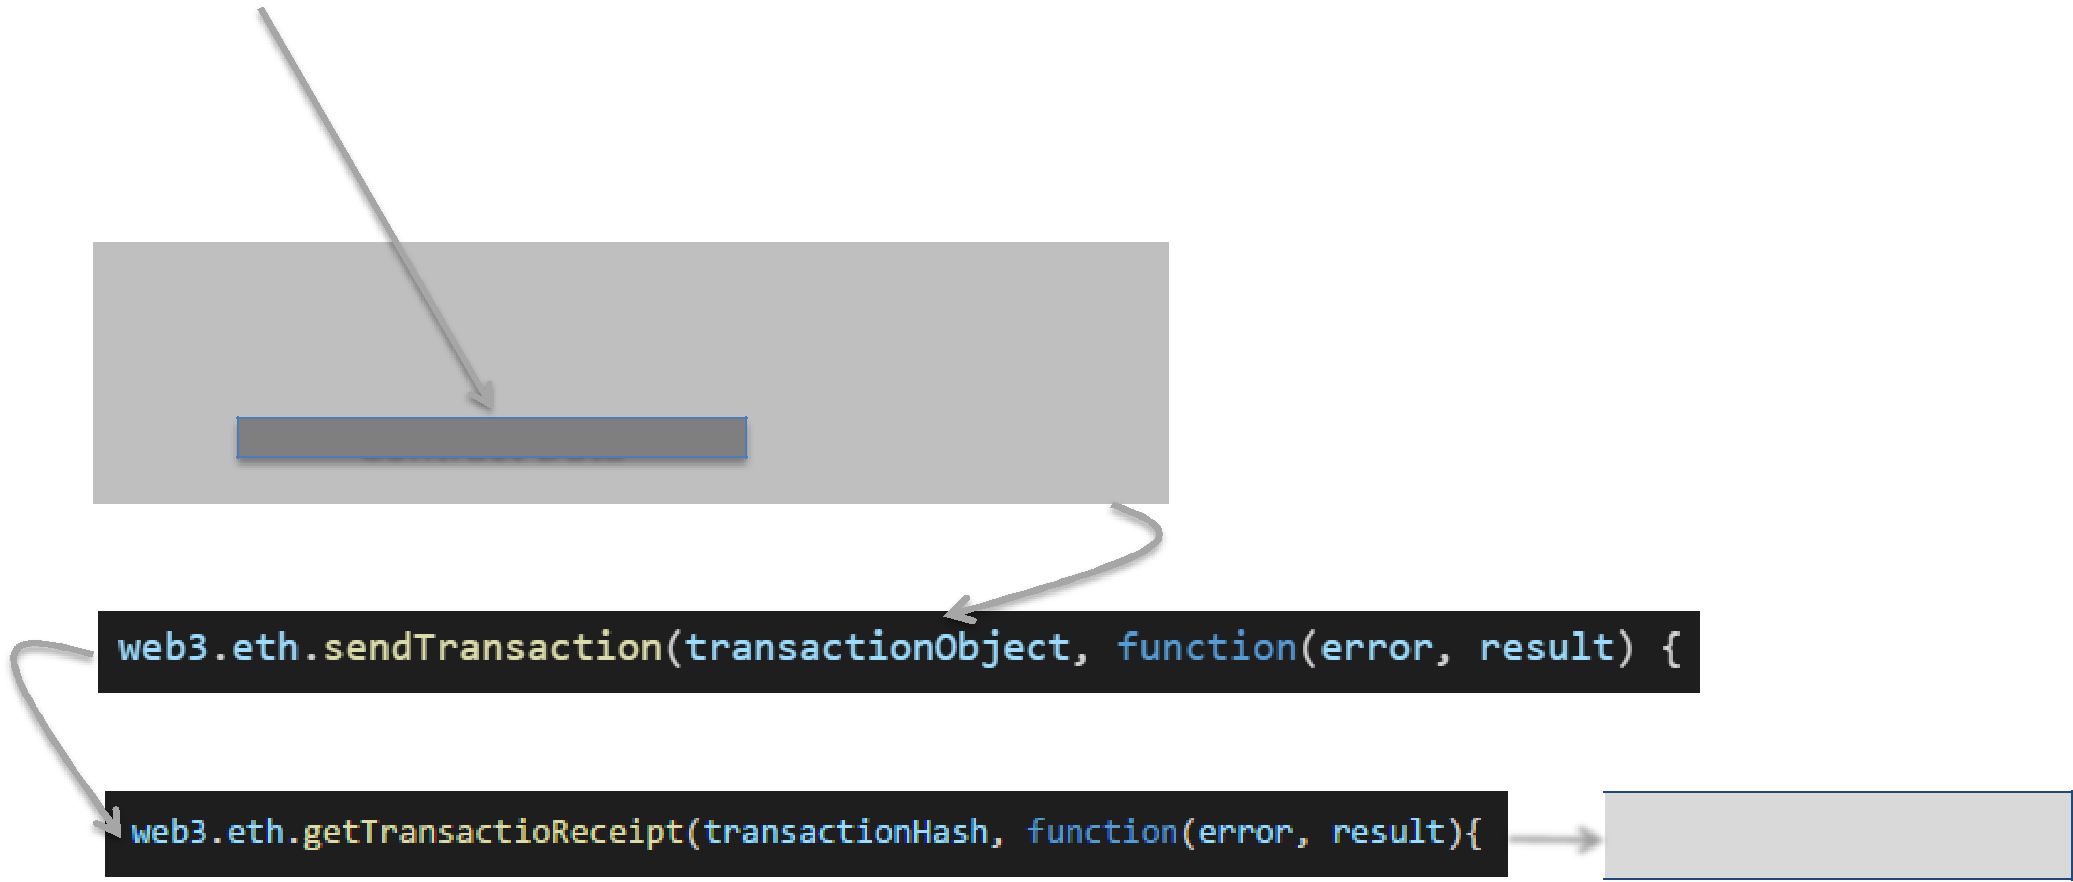 web3.eth.sendTransaction(transactionObject, function(error, result) {
web3.eth.getTransactioReceipt(transactionHash, function(error, result){